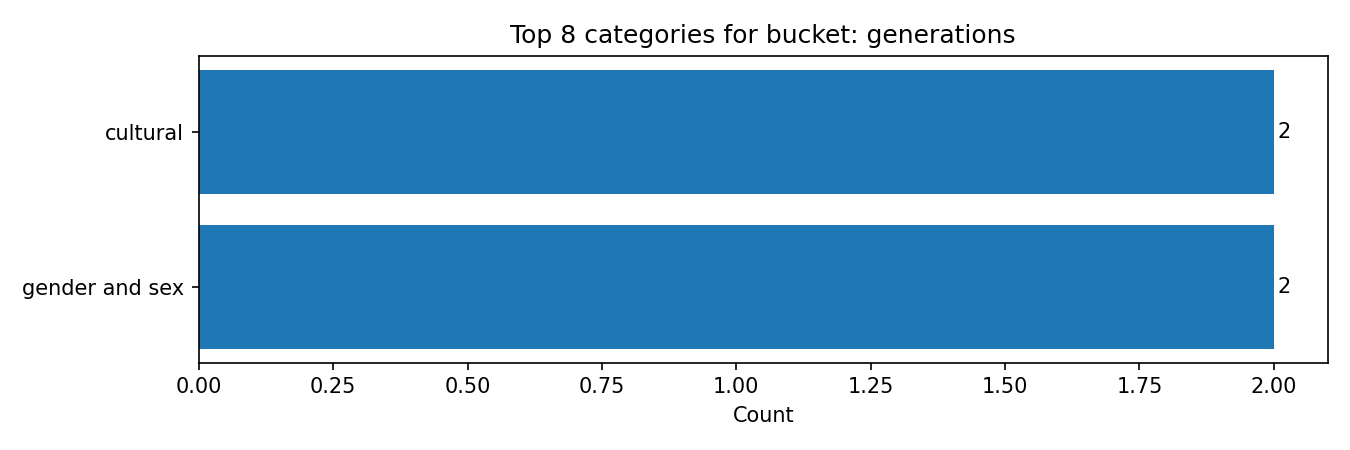 Top 8 categories for bucket: generations
cultural
2
gender and sex
2
0.00 0.25 0.50 0.75 1.00 1.25 1.50 1.75 2.00
Count